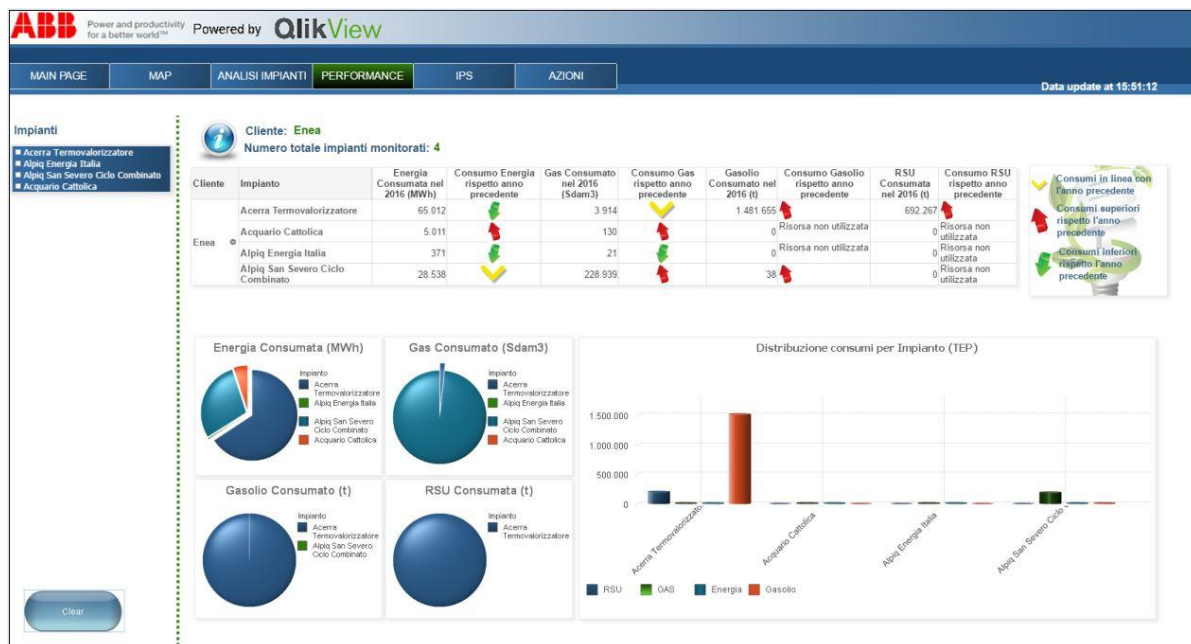 ABB
Power and productivity
for a better world™
Powered by QlikView
MAIN PAGE MAP ANALISI IMPIANTI PERFORMANCE IPS AZIONI
Data update at 15:51:12
Impianti
Acerra Termovalorizzatore
Alpiq Energia Italia
Alpiq San Severo Ciclo Combinato
Acquario Cattolica
Cliente: Enea
Numero totale impianti monitorati: 4
Cliente Impianto Energia Consumata nel 2016 (MWh) Consumo Energia rispetto anno precedente Gas Consumato nel 2016 (Sdam3) Consumo Gas rispetto anno precedente Gasolio Consumato nel 2016 (t) Consumo Gasolio rispetto anno precedente RSU Consumata nel 2016 (t) Consumo RSU rispetto anno precedente
Enea
Acerra Termovalorizzatore 65.012 3.914 1.481.655 692.267
Acquario Cattolica 5.011 130 0 Risorsa non utilizzata 0 Risorsa non utilizzata
Alpiq Energia Italia 371 21 0 Risorsa non utilizzata 0 Risorsa non utilizzata
Alpiq San Severo Ciclo Combinato 28.538 228.939 38 0 Risorsa non utilizzata
Consumi in linea con
l'anno precedente
Consumi superiori
rispetto l'anno
precedente
Consumi inferiori
rispetto l'anno
precedente
Energia Consumata (MWh)
Impianto
Acerra
Termovalorizzatore
Alpiq Energia Italia
Alpiq San Severo
Ciclo Combinato
Acquario Cattolica
Gas Consumato (Sdam3)
Impianto
Acerra
Termovalorizzatore
Alpiq Energia Italia
Alpiq San Severo
Ciclo Combinato
Acquario Cattolica
Gasolio Consumato (t)
Impianto
Acerra
Termovalorizzatore
Alpiq San Severo
Ciclo Combinato
RSU Consumata (t)
Impianto
Acerra
Termovalorizzatore
Distribuzione consumi per Impianto (TEP)
1.500.000
1.000.000
500.000
0
Acerra Termovalorizzato.
Acquario Cattolica
Alpiq Energia Italia
Alpiq San Severo Ciclo
RSU GAS Energia Gasolio
Clear